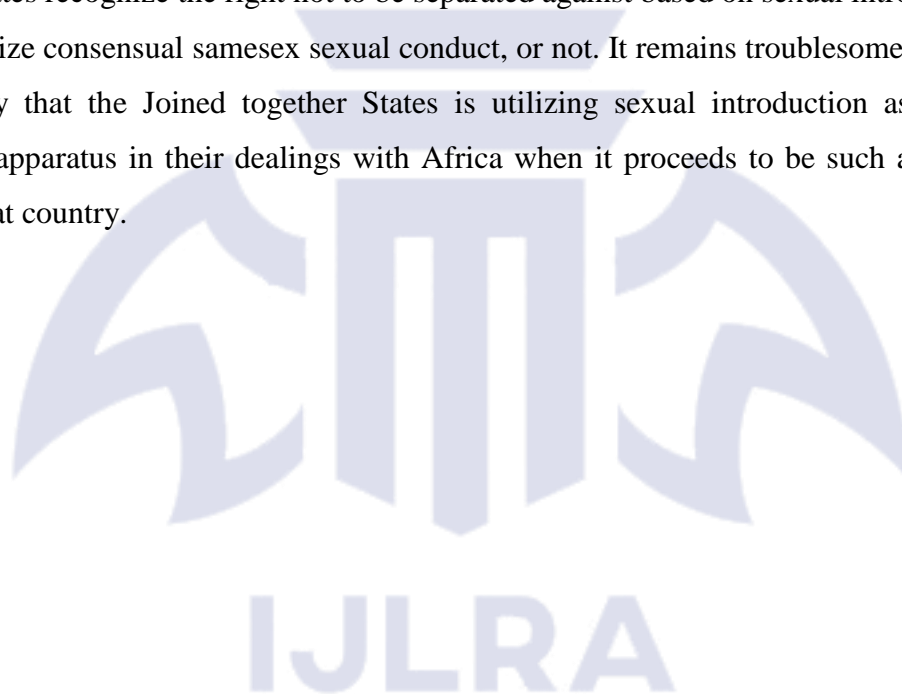 tes recognize the right not to be separated against based on sexual intro
ize consensual samesex sexual conduct, or not. It remains troublesome
y that the Joined together States is utilizing sexual introduction as
apparatus in their dealings with Africa when it proceeds to be such a
at country.
IJLRA